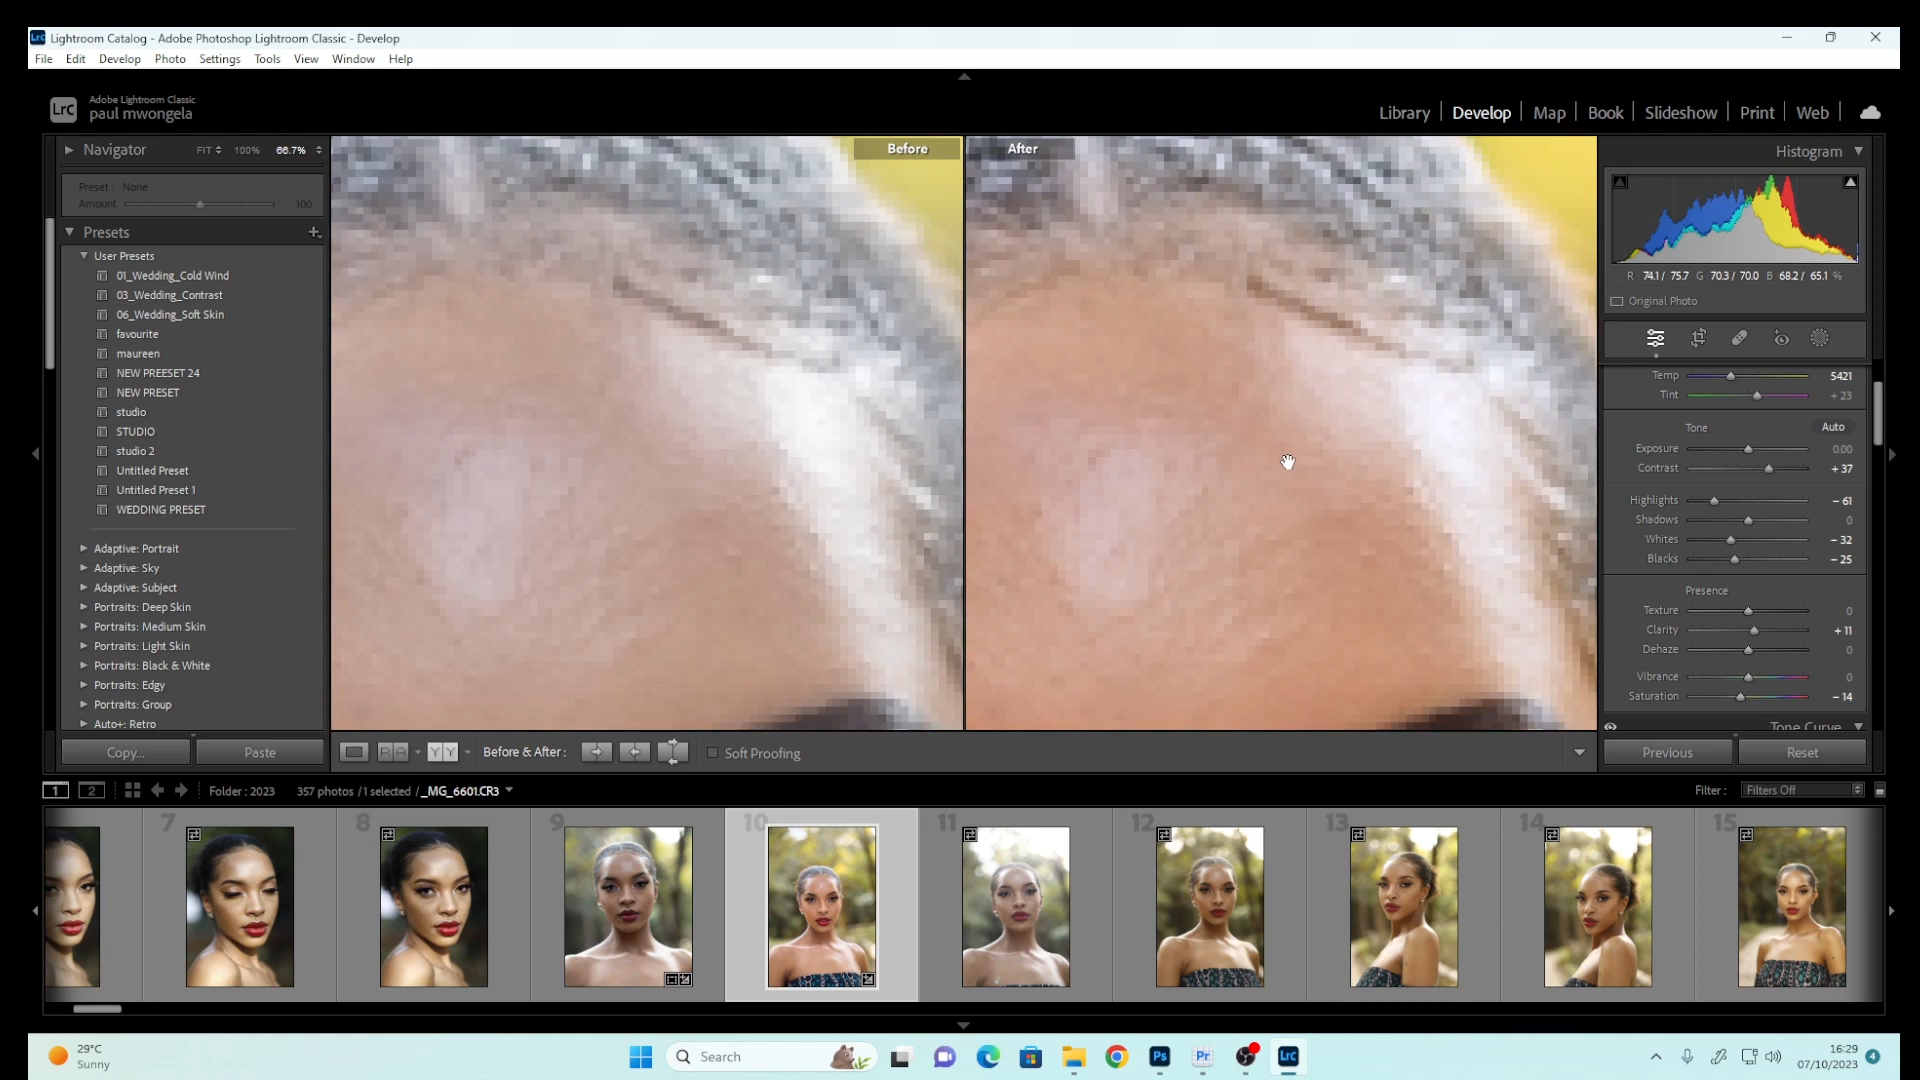 Lrc Lightroom Catalog - Adobe Photoshop Lightroom Classic - Develop
File Edit Develop Photo Settings Tools View Window Help
LrC Adobe Lightroom Classic
paul mwongela
Library Develop Map Book Slideshow Print Web
Navigator FIT 100% 66.7%
Preset : None
Amount 100
Presets
User Presets
01_Wedding_Cold Wind
03_Wedding_Contrast
06_Wedding_Soft Skin
favourite
maureen
NEW PREESET 24
NEW PRESET
studio
STUDIO
studio 2
Untitled Preset
Untitled Preset 1
WEDDING PRESET
Adaptive: Portrait
Adaptive: Sky
Adaptive: Subject
Portraits: Deep Skin
Portraits: Medium Skin
Portraits: Light Skin
Portraits: Black & White
Portraits: Edgy
Portraits: Group
Auto+: Retro
Copy... Paste
Before
After
Histogram
R 74.1 / 75.7 G 70.3 / 70.0 B 68.2 / 65.1 %
Original Photo
Temp 5421
Tint + 23
Tone Auto
Exposure 0.00
Contrast + 37
Highlights - 61
Shadows 0
Whites - 32
Blacks - 25
Presence
Texture 0
Clarity + 11
Dehaze 0
Vibrance 0
Saturation - 14
Tone Curve
Previous Reset
R A Y Y Before & After : Soft Proofing
1 2 Folder : 2023 357 photos / 1 selected / _MG_6601.CR3 Filter : Filters Off
7 8 9 10 11 12 13 14 15
29°C
Sunny
Search
Ps Pr Lrc
16:29
07/10/2023 4